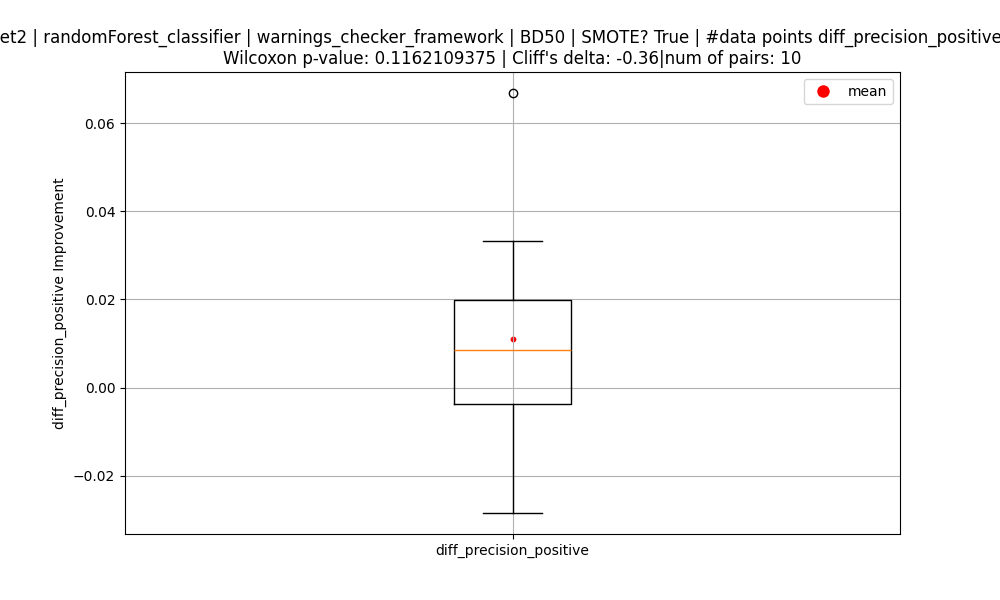 et2 | randomForest_classifier | warnings_checker_framework | BD50 | SMOTE? True | #data points diff_precision_positive
Wilcoxon p-value: 0.1162109375 | Cliff's delta: -0.36|num of pairs: 10
mean
0.06
0.04
0.02
0.00
−0.02
diff_precision_positive Improvement
diff_precision_positive